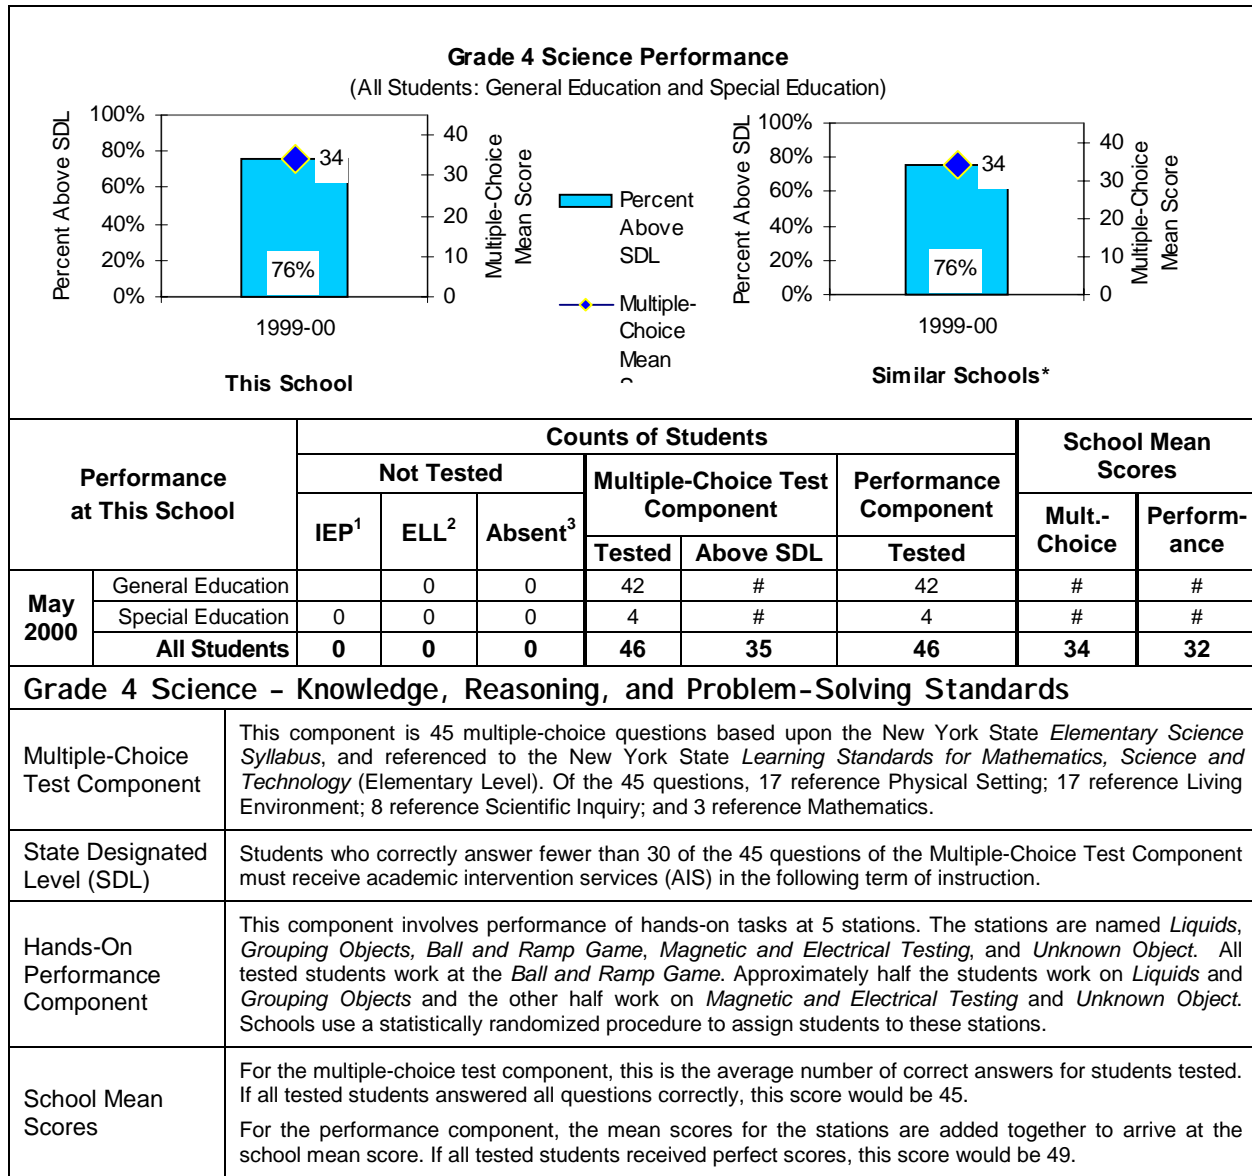 Grade 4 Science Performance
(All Students: General Education and Special Education)
Percent Above SDL
100%
80%
60%
40%
20%
0%
34
76%
1999-00
40
30
20
10
0
Multiple-Choice
Mean Score
This School
Percent
Above
SDL
Multiple-
Choice
Mean
Percent Above SDL
100%
80%
60%
40%
20%
0%
34
76%
1999-00
40
30
20
10
0
Multiple-Choice
Mean Score
Similar Schools*
Performance
at This School
Counts of Students
School Mean
Scores
Not Tested
Multiple-Choice Test
Component
Performance
Component
IEP¹ ELL² Absent³
Tested Above SDL
Tested
Mult.-
Choice
Perform-
ance
May
2000
General Education 0 0 42 # 42 # #
Special Education 0 0 0 4 # 4 # #
All Students 0 0 0 46 35 46 34 32
Grade 4 Science – Knowledge, Reasoning, and Problem-Solving Standards
Multiple-Choice
Test Component
This component is 45 multiple-choice questions based upon the New York State Elementary Science
Syllabus, and referenced to the New York State Learning Standards for Mathematics, Science and
Technology (Elementary Level). Of the 45 questions, 17 reference Physical Setting; 17 reference Living
Environment; 8 reference Scientific Inquiry; and 3 reference Mathematics.
State Designated
Level (SDL)
Students who correctly answer fewer than 30 of the 45 questions of the Multiple-Choice Test Component
must receive academic intervention services (AIS) in the following term of instruction.
Hands-On
Performance
Component
This component involves performance of hands-on tasks at 5 stations. The stations are named Liquids,
Grouping Objects, Ball and Ramp Game, Magnetic and Electrical Testing, and Unknown Object. All
tested students work at the Ball and Ramp Game. Approximately half the students work on Liquids and
Grouping Objects and the other half work on Magnetic and Electrical Testing and Unknown Object.
Schools use a statistically randomized procedure to assign students to these stations.
School Mean
Scores
For the multiple-choice test component, this is the average number of correct answers for students tested.
If all tested students answered all questions correctly, this score would be 45.
For the performance component, the mean scores for the stations are added together to arrive at the
school mean score. If all tested students received perfect scores, this score would be 49.